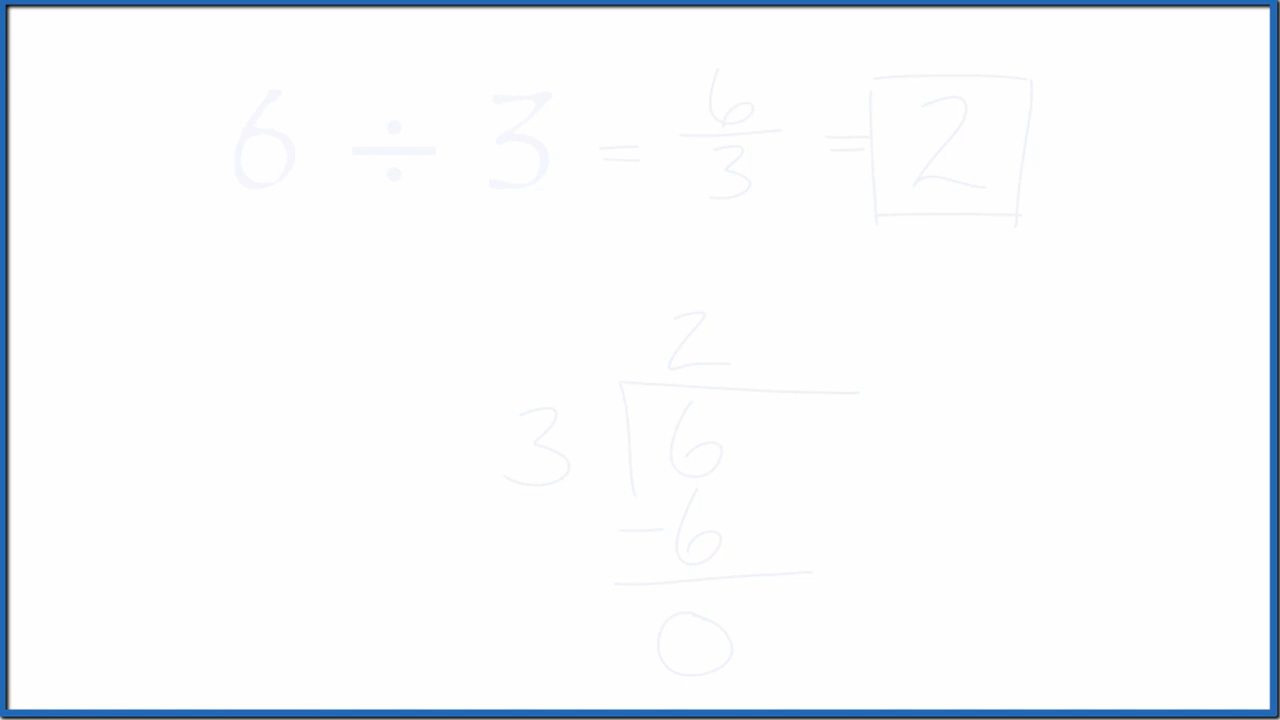 6 ÷ 3 = 6/3 = 2
2
3 6
-6
0